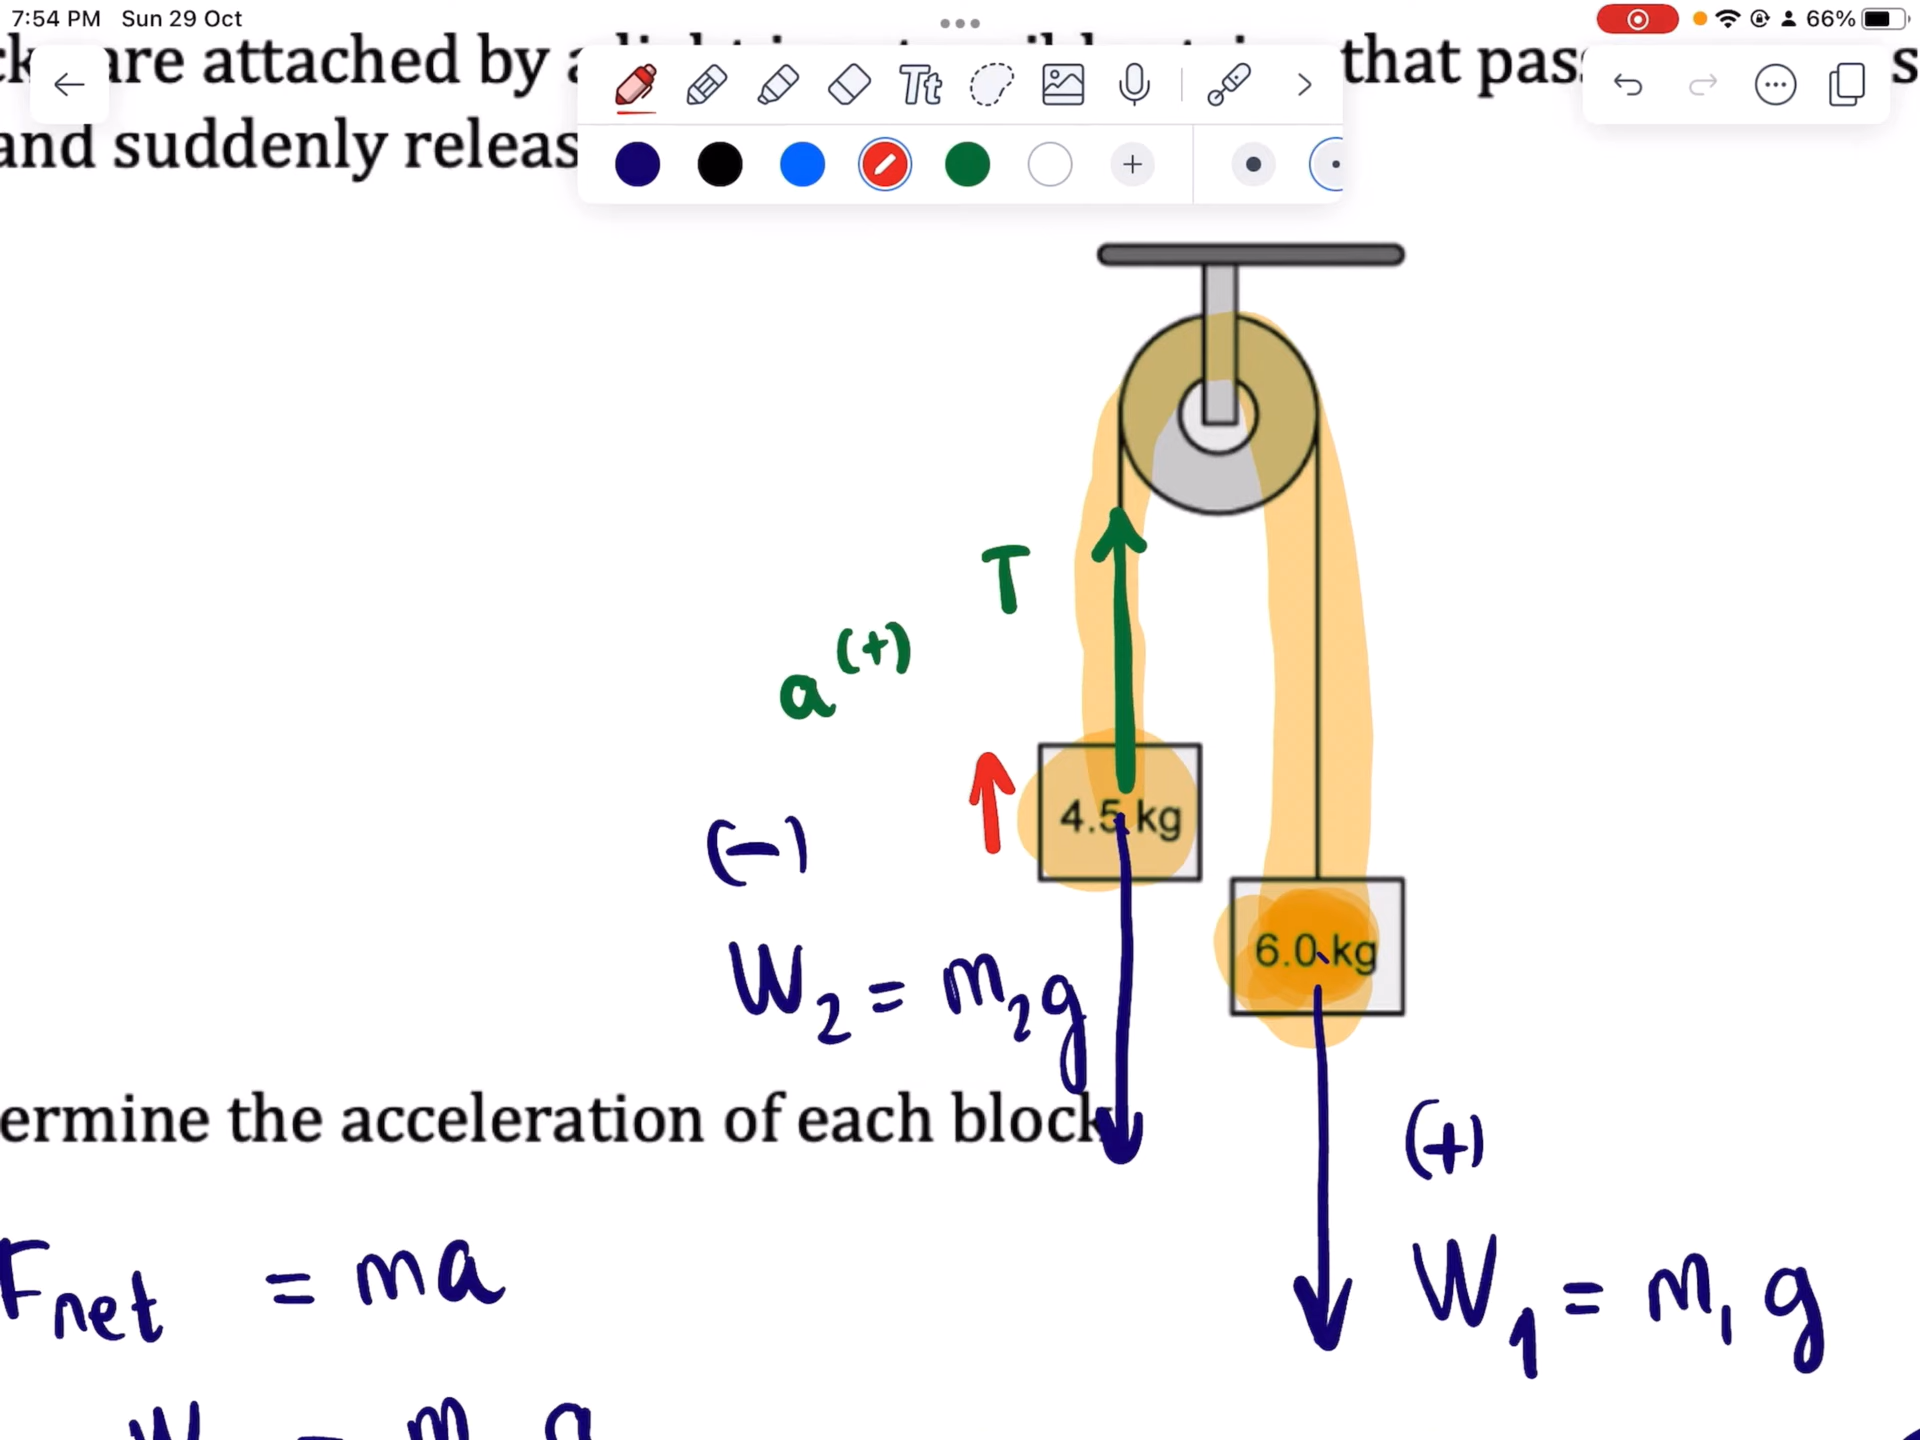 7:54 PM Sun 29 Oct
66%
are attached by a
that pas
and suddenly releas
Tt
T
a (+)
4.5 kg
(-)
6.0 kg
W2 = m2g
ermine the acceleration of each block
(+)
Fnet = ma
W1 = m1 g